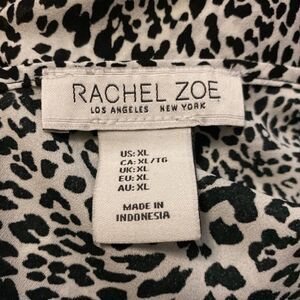 RACHEL ZOE
LOS ANGELES NEW YORK
US: XL
CA: XL/TG
UK: XL
EU: XL
AU: XL
MADE IN
INDONESIA